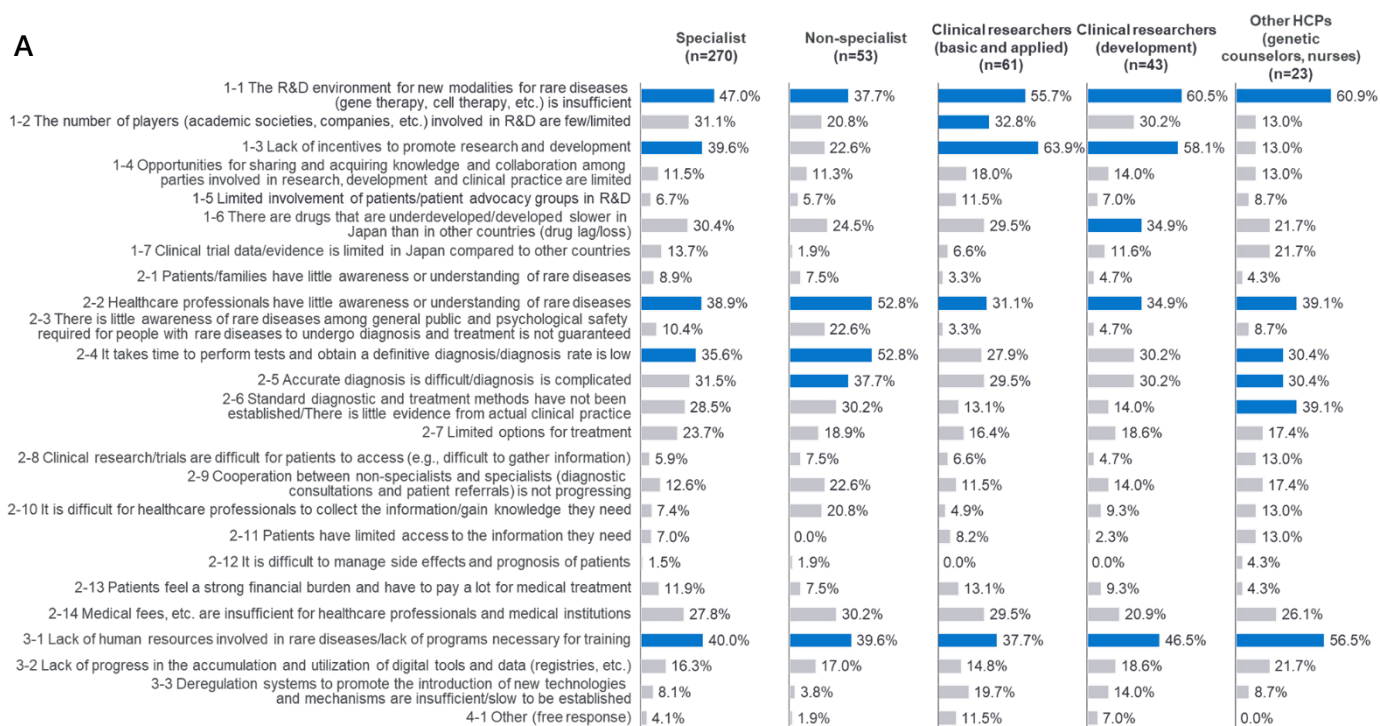 A
Specialist
(n=270)
Non-specialist
(n=53)
Clinical researchers
(basic and applied)
(n=61)
Clinical researchers
(development)
(n=43)
Other HCPs
(genetic
counselors, nurses)
(n=23)
1-1 The R&D environment for new modalities for rare diseases
(gene therapy, cell therapy, etc.) is insufficient
47.0% 37.7% 55.7% 60.5% 60.9%
1-2 The number of players (academic societies, companies, etc.) involved in R&D are few/limited
31.1% 20.8% 32.8% 30.2% 13.0%
1-3 Lack of incentives to promote research and development
39.6% 22.6% 63.9% 58.1% 13.0%
1-4 Opportunities for sharing and acquiring knowledge and collaboration among
parties involved in research, development and clinical practice are limited
11.5% 11.3% 18.0% 14.0% 13.0%
1-5 Limited involvement of patients/patient advocacy groups in R&D
6.7% 5.7% 11.5% 7.0% 8.7%
1-6 There are drugs that are underdeveloped/developed slower in
Japan than in other countries (drug lag/loss)
30.4% 24.5% 29.5% 34.9% 21.7%
1-7 Clinical trial data/evidence is limited in Japan compared to other countries
13.7% 1.9% 6.6% 11.6% 21.7%
2-1 Patients/families have little awareness or understanding of rare diseases
8.9% 7.5% 3.3% 4.7% 4.3%
2-2 Healthcare professionals have little awareness or understanding of rare diseases
38.9% 52.8% 31.1% 34.9% 39.1%
2-3 There is little awareness of rare diseases among general public and psychological safety
required for people with rare diseases to undergo diagnosis and treatment is not guaranteed
10.4% 22.6% 3.3% 4.7% 8.7%
2-4 It takes time to perform tests and obtain a definitive diagnosis/diagnosis rate is low
35.6% 52.8% 27.9% 30.2% 30.4%
2-5 Accurate diagnosis is difficult/diagnosis is complicated
31.5% 37.7% 29.5% 30.2% 30.4%
2-6 Standard diagnostic and treatment methods have not been
established/There is little evidence from actual clinical practice
28.5% 30.2% 13.1% 14.0% 39.1%
2-7 Limited options for treatment
23.7% 18.9% 16.4% 18.6% 17.4%
2-8 Clinical research/trials are difficult for patients to access (e.g., difficult to gather information)
5.9% 7.5% 6.6% 4.7% 13.0%
2-9 Cooperation between non-specialists and specialists (diagnostic
consultations and patient referrals) is not progressing
12.6% 22.6% 11.5% 14.0% 17.4%
2-10 It is difficult for healthcare professionals to collect the information/gain knowledge they need
7.4% 20.8% 4.9% 9.3% 13.0%
2-11 Patients have limited access to the information they need
7.0% 0.0% 8.2% 2.3% 13.0%
2-12 It is difficult to manage side effects and prognosis of patients
1.5% 1.9% 0.0% 0.0% 4.3%
2-13 Patients feel a strong financial burden and have to pay a lot for medical treatment
11.9% 7.5% 13.1% 9.3% 4.3%
2-14 Medical fees, etc. are insufficient for healthcare professionals and medical institutions
27.8% 30.2% 29.5% 20.9% 26.1%
3-1 Lack of human resources involved in rare diseases/lack of programs necessary for training
40.0% 39.6% 37.7% 46.5% 56.5%
3-2 Lack of progress in the accumulation and utilization of digital tools and data (registries, etc.)
16.3% 17.0% 14.8% 18.6% 21.7%
3-3 Deregulation systems to promote the introduction of new technologies
and mechanisms are insufficient/slow to be established
8.1% 3.8% 19.7% 14.0% 8.7%
4-1 Other (free response)
4.1% 1.9% 11.5% 7.0% 0.0%